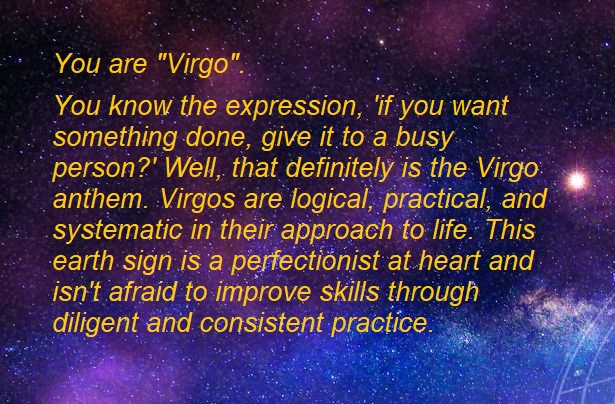 You are "Virgo".
You know the expression, 'if you want
something done, give it to a busy
person?' Well, that definitely is the Virgo
anthem. Virgos are logical, practical, and
systematic in their approach to life. This
earth sign is a perfectionist at heart and
isn't afraid to improve skills through
diligent and consistent practice.